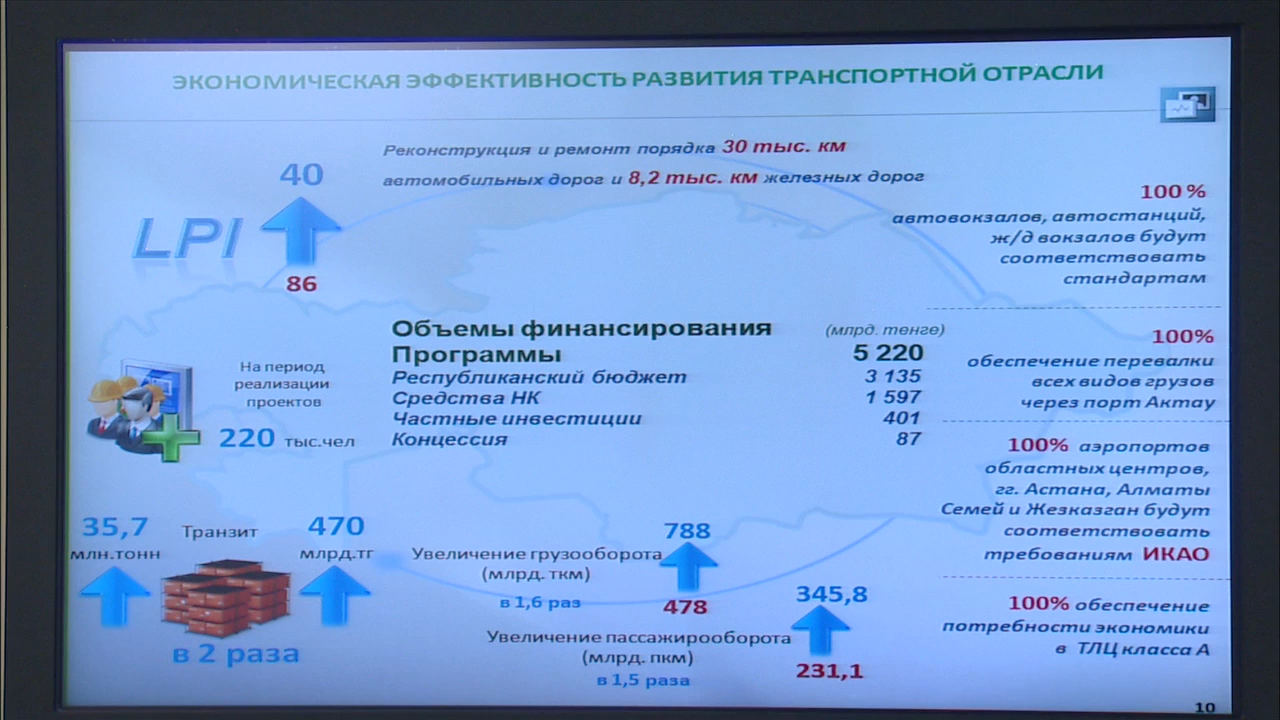 ЭКОНОМИЧЕСКАЯ ЭФФЕКТИВНОСТЬ РАЗВИТИЯ ТРАНСПОРТНОЙ ОТРАСЛИ
Реконструкция и ремонт порядка 30 тыс. км
автомобильных дорог и 8,2 тыс. км железных дорог
40
LPI
86
100 %
автовокзалов, автостанций,
ж/д вокзалов будут
соответствовать
стандартам
Объемы финансирования
Программы
(млрд. тенге)
5 220
Республиканский бюджет 3 135
Средства НК 1 597
Частные инвестиции 401
Концессия 87
На период
реализации
проектов
220 тыс.чел
100%
обеспечение перевалки
всех видов грузов
через порт Актау
100% аэропортов
областных центров,
гг. Астана, Алматы
Семей и Жезказган будут
соответствовать
требованиям ИКАО
35,7
млн.тонн
Транзит
470
млрд.тг
в 2 раза
Увеличение грузооборота
(млрд. ткм)
в 1,6 раз
788
478
Увеличение пассажирооборота
(млрд. пкм)
в 1,5 раза
345,8
231,1
100% обеспечение
потребности экономики
в ТЛЦ класса А
10